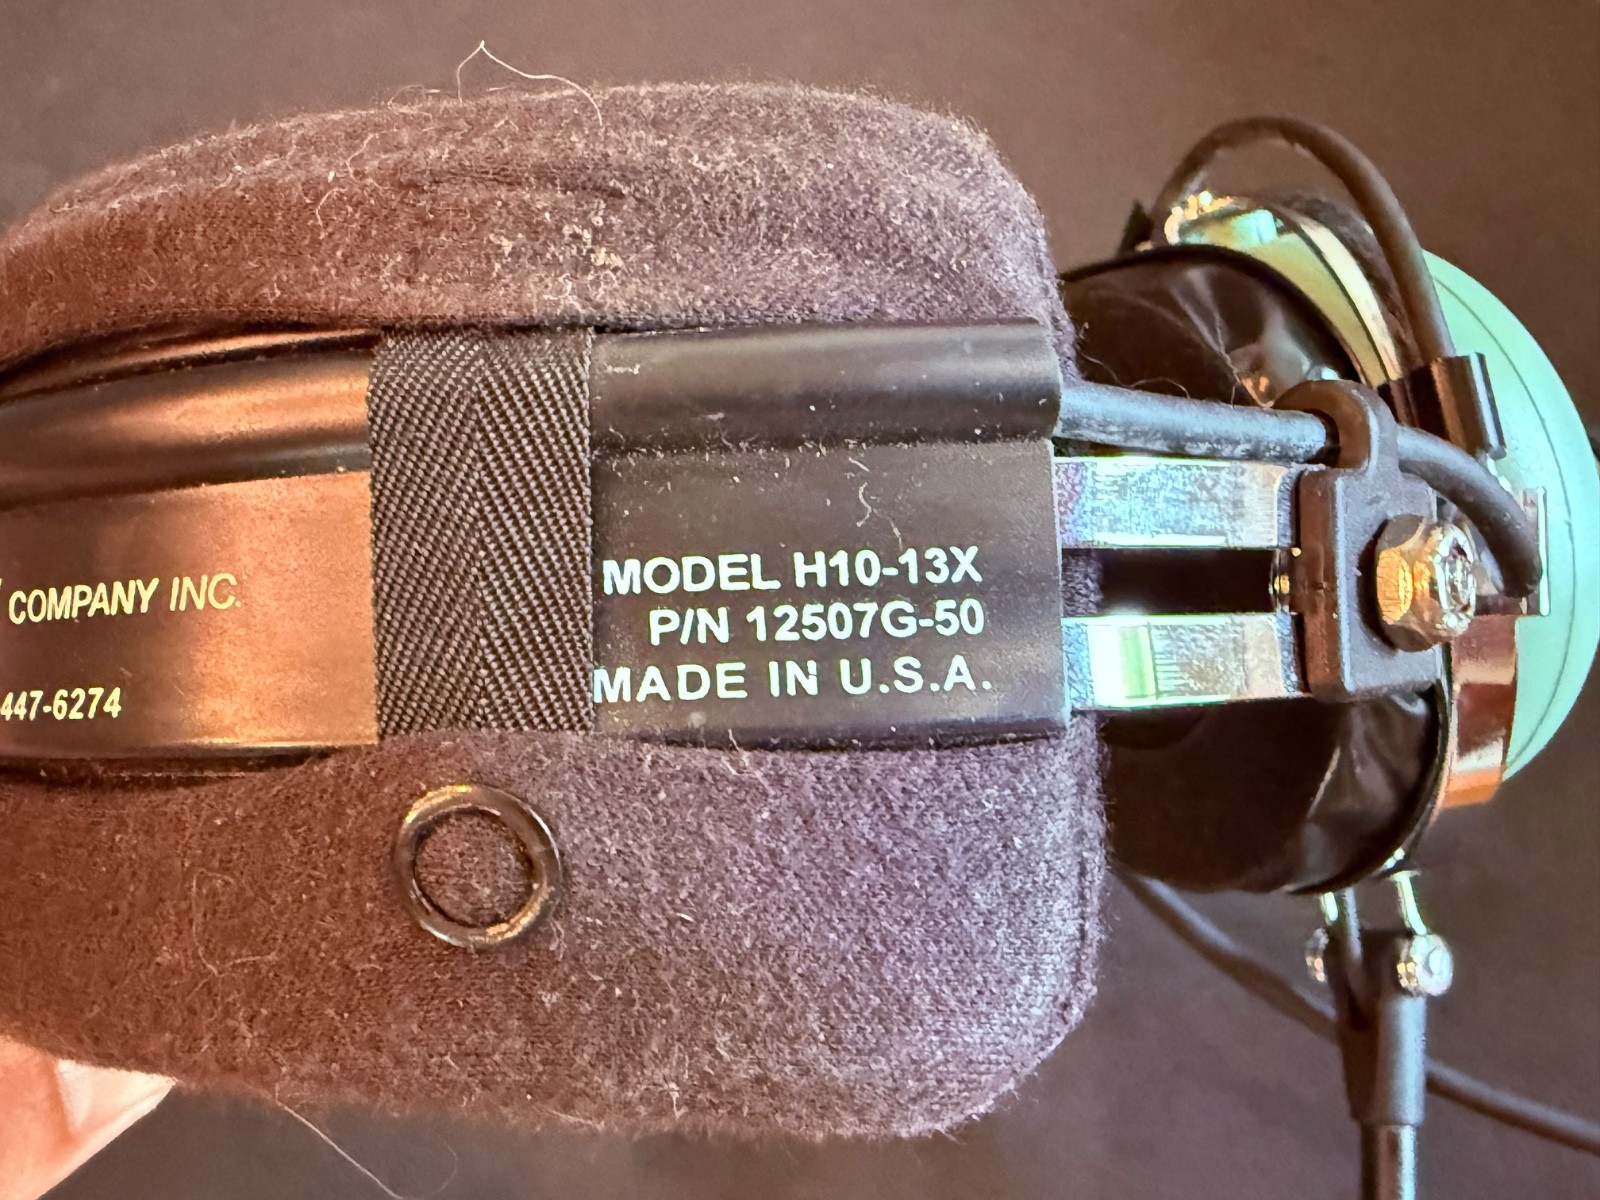 COMPANY INC.
447-6274
MODEL H10-13X
P/N 12507G-50
MADE IN U.S.A.